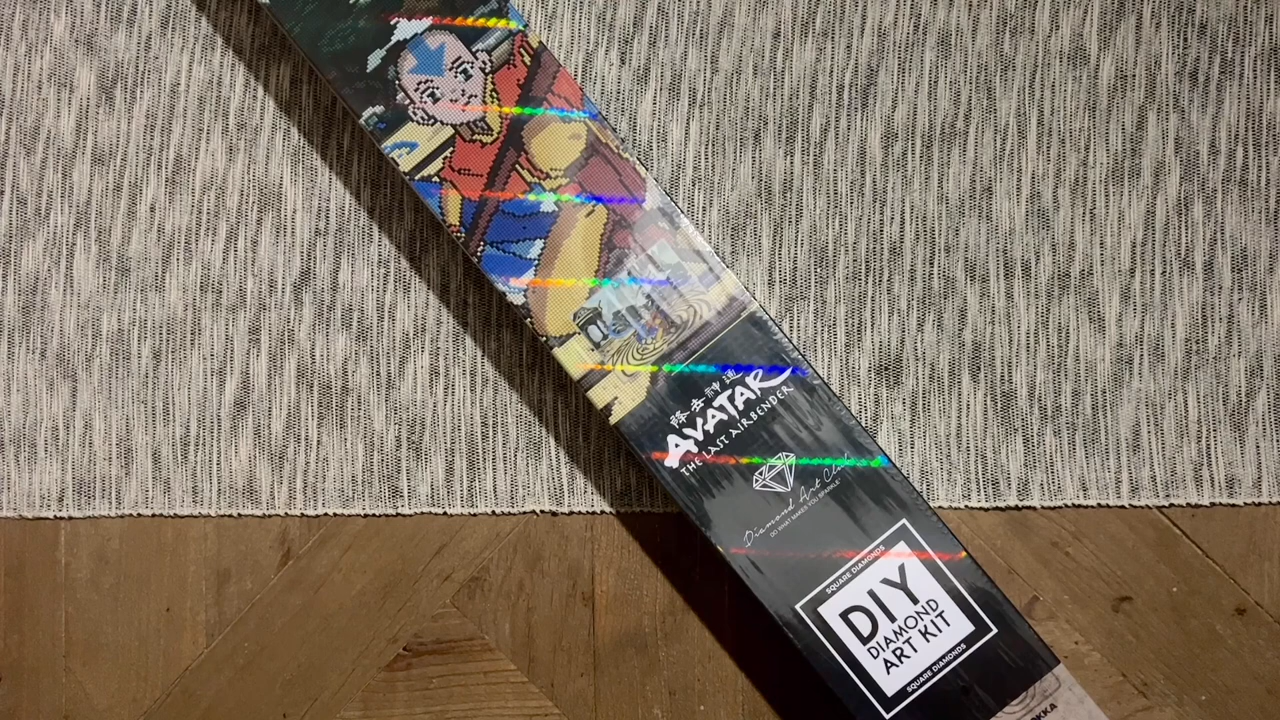 降去神通
AVATAR
THE LAST AIRBENDER
Diamond Art Club
DO WHAT MAKES YOU SPARKLE
SQUARE DIAMONDS
DIY
DIAMOND
ART KIT
SQUARE DIAMONDS